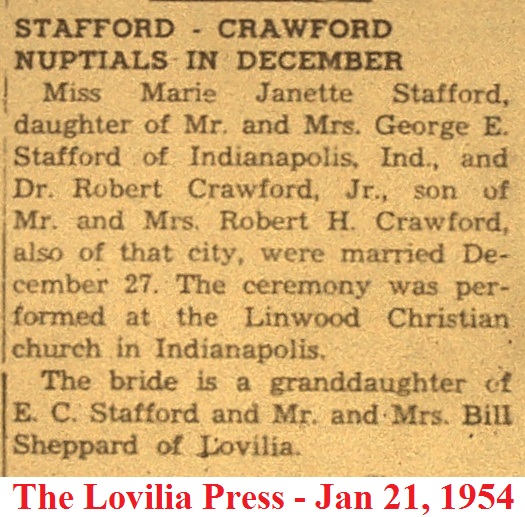 STAFFORD - CRAWFORD
NUPTIALS IN DECEMBER
Miss Marie Janette Stafford,
daughter of Mr. and Mrs. George E.
Stafford of Indianapolis, Ind., and
Dr. Robert Crawford, Jr., son of
Mr. and Mrs. Robert H. Crawford,
also of that city, were married De-
cember 27. The ceremony was per-
formed at the Linwood Christian
church in Indianapolis.
The bride is a granddaughter of
E. C. Stafford and Mr. and Mrs. Bill
Sheppard of Lovilia.
The Lovilia Press - Jan 21, 1954